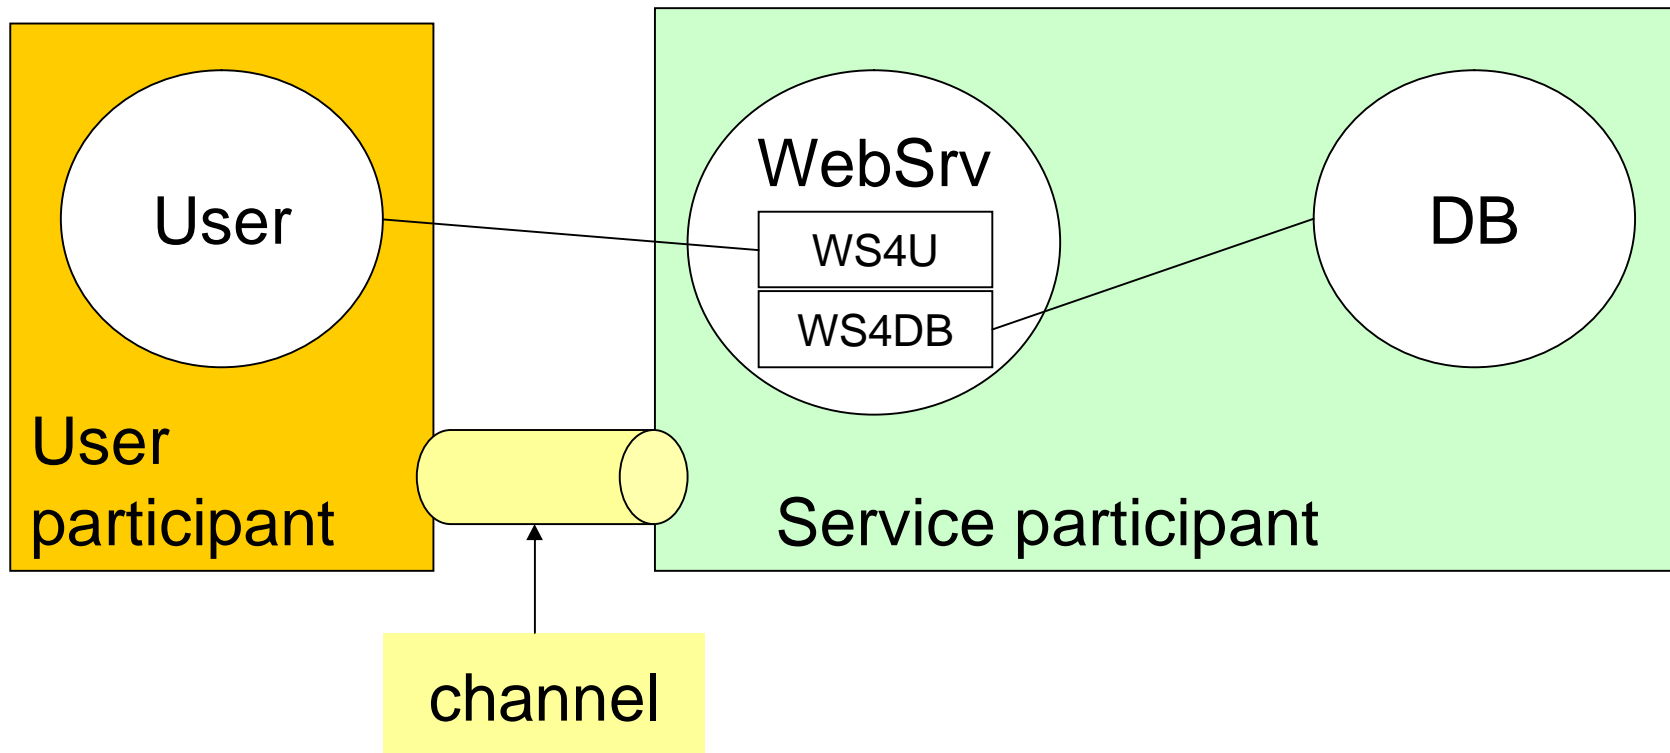 User
WebSrv
WS4U
WS4DB
DB
User
participant
Service participant
channel